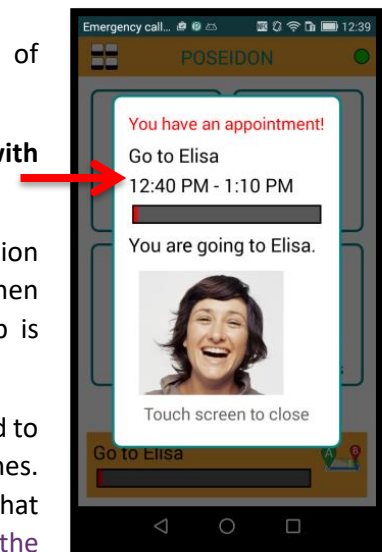 of
with
ion
hen
o is
d to
nes.
hat
the
Emergency call... 12:39
POSEIDON
You have an appointment!
Go to Elisa
12:40 PM - 1:10 PM
You are going to Elisa.
Touch screen to close
Go to Elisa
A B